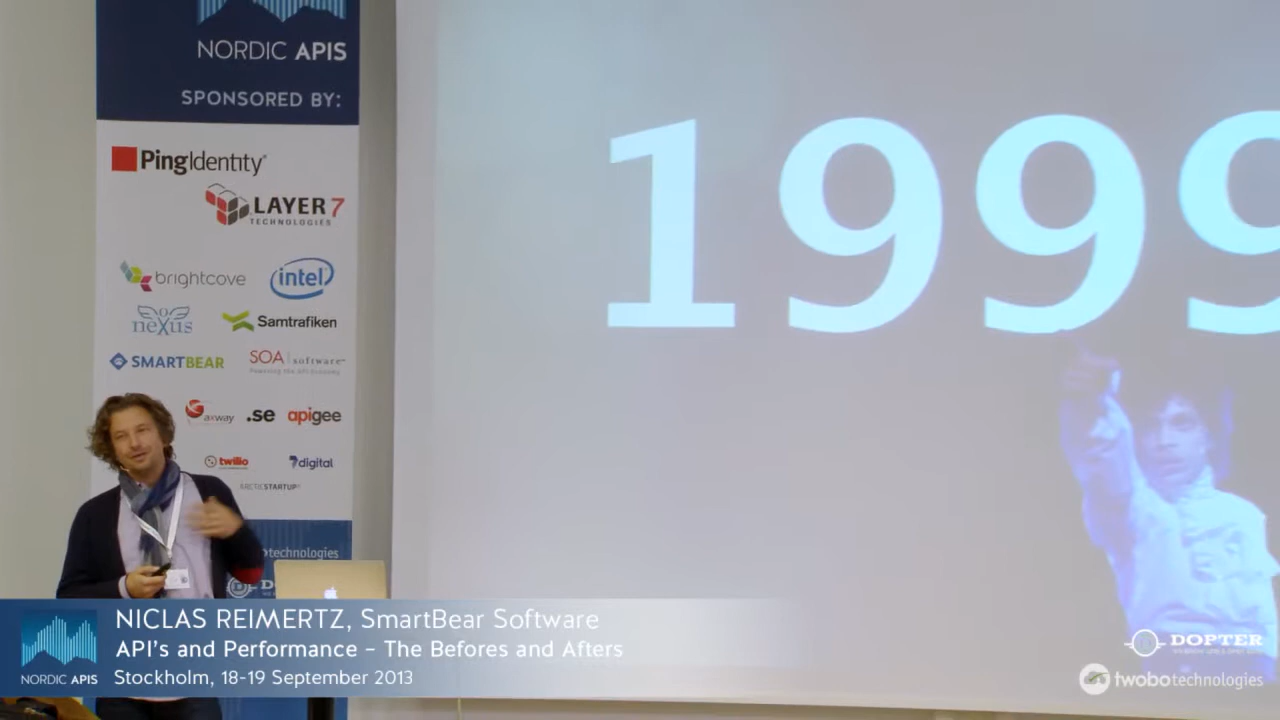 NORDIC APIS
SPONSORED BY:
PingIdentity
LAYER 7
TECHNOLOGIES
brightcove
intel
nexus
Samtrafiken
SMARTBEAR
SOA software
axway
.se
apigee
twilio
7digital
ARCTICSTARTUP
technologies
1999
NICLAS REIMERTZ, SmartBear Software
API's and Performance – The Befores and Afters
Stockholm, 18-19 September 2013
NORDIC APIS
DOPTER
twobotechnologies